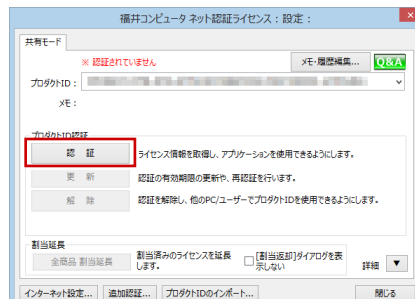 福井コンピュータ ネット認証ライセンス：設定：
共有モード
※ 認証されていません
メモ・履歴編集...
Q&A
プロダクトID：
メモ：
プロダクトID認証
認　証
ライセンス情報を取得し、アプリケーションを使用できるようにします。
更　新
認証の有効期限の更新や、再認証を行います。
解　除
認証を解除し、他のPC/ユーザーでプロダクトIDを使用できるようにします。
割当延長
全商品 割当延長
割当済みのライセンスを延長
します。
[割当返却]ダイアログを表
示しない
詳細 ▼
インターネット設定...
追加認証...
プロダクトIDのインポート...
閉じる